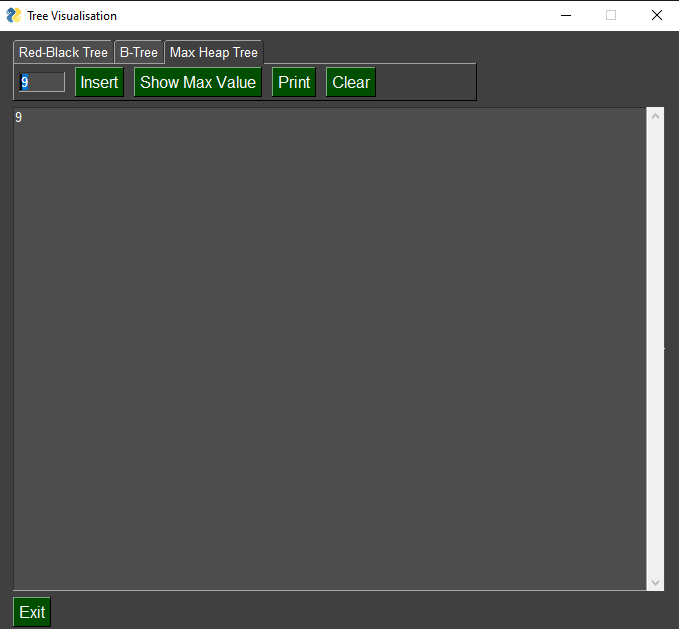 Tree Visualisation
Red-Black Tree B-Tree Max Heap Tree
9 Insert Show Max Value Print Clear
9
Exit